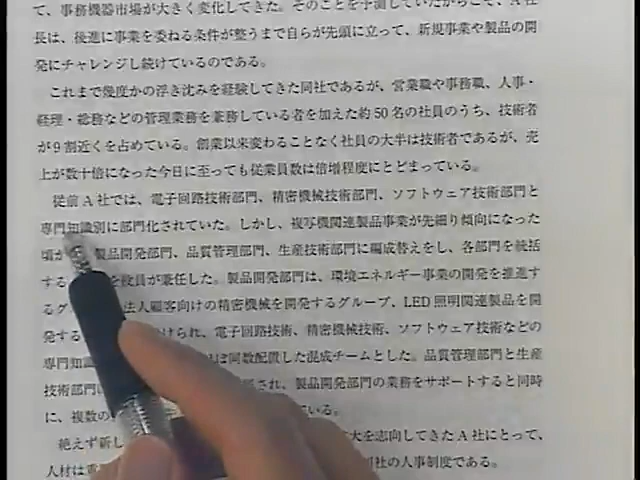 て、事務機器市場が大きく変化してきた。そのことを予測していたからこそ、A 社
長は、後進に事業を委ねる条件が整うまで自らが先頭に立って、新規事業や製品の開
発にチャレンジし続けているのである。
これまで幾度かの浮き沈みを経験してきた同社であるが、営業職や事務職、人事・
経理・総務などの管理業務を兼務している者を加えた約 50 名の社員のうち、技術者
が 9 割近くを占めている。創業以来変わることなく社員の大半は技術者であるが、売
上が数十倍になった今日に至っても従業員数は倍増程度にとどまっている。
従前 A 社では、電子回路技術部門、精密機械技術部門、ソフトウェア技術部門と
専門知識別に部門化されていた。しかし、複写機関連製品事業が先細り傾向になった
頃か 製品開発部門、品質管理部門、生産技術部門に編成替えをし、各部門を統括
する を役員が兼任した。製品開発部門は、環境エネルギー事業の開発を推進す
るグ 法人顧客向けの精密機械を開発するグループ、LED 照明関連製品を開
発する けられ、電子回路技術、精密機械技術、ソフトウェア技術などの
専門知 同数配置した混成チームとした。品質管理部門と生産
技術部門 され、製品開発部門の業務をサポートすると同時
に、複数の いる。
絶えず新し 大を志向してきた A 社にとって、
人材は重 社の人事制度である。